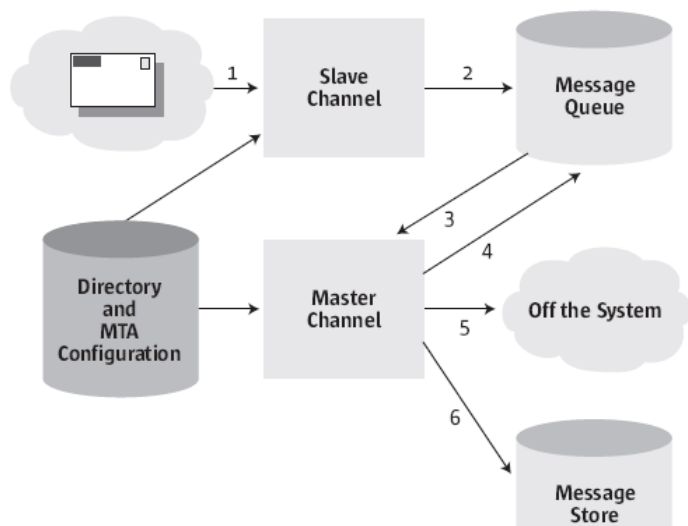 1
Slave
Channel
2
Message
Queue
3
4
Directory
and
MTA
Configuration
Master
Channel
5
Off the System
6
Message
Store